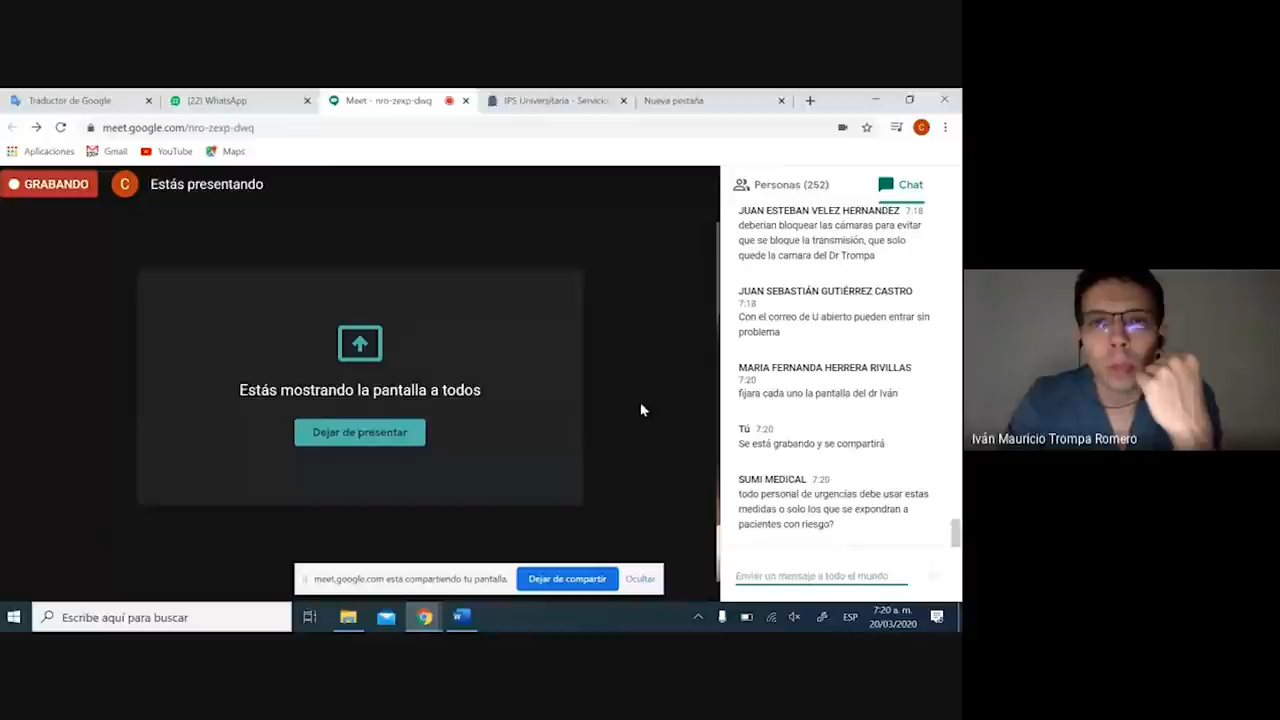 Traductor de Google
(22) WhatsApp
Meet - nro-zexp-dwq
IPS Universitaria - Servicio
Nueva pestaña
meet.google.com/nro-zexp-dwq
C
Aplicaciones
Gmail
YouTube
Maps
GRABANDO
C
Estás presentando
Personas (252)
Chat
JUAN ESTEBAN VELEZ HERNANDEZ 7:18
deberian bloquear las cámaras para evitar
que se bloque la transmisión, que solo
quede la camara del Dr Trompa
JUAN SEBASTIÁN GUTIÉRREZ CASTRO
7:18
Con el correo de U abierto pueden entrar sin
problema
MARIA FERNANDA HERRERA RIVILLAS
7:20
fijara cada uno la pantalla del dr Iván
Tú 7:20
Se está grabando y se compartirá
SUMI MEDICAL 7:20
todo personal de urgencias debe usar estas
medidas o solo los que se expondran a
pacientes con riesgo?
Enviar un mensaje a todo el mundo
Estás mostrando la pantalla a todos
Dejar de presentar
meet.google.com está compartiendo tu pantalla.
Dejar de compartir
Ocultar
Iván Mauricio Trompa Romero
Escribe aquí para buscar
ESP
7:20 a. m.
20/03/2020